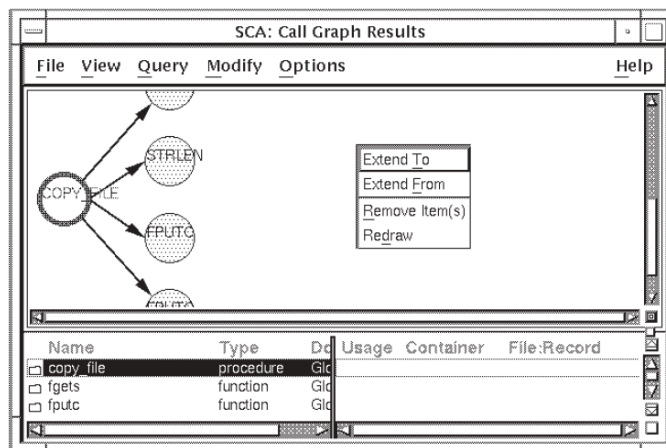 SCA: Call Graph Results
File View Query Modify Options Help
STRLEN
COPY_FILE
FPUTC
Extend To
Extend From
Remove Item(s)
Redraw
Name Type Usage Container File:Record
copy_file procedure
fgets function
fputc function